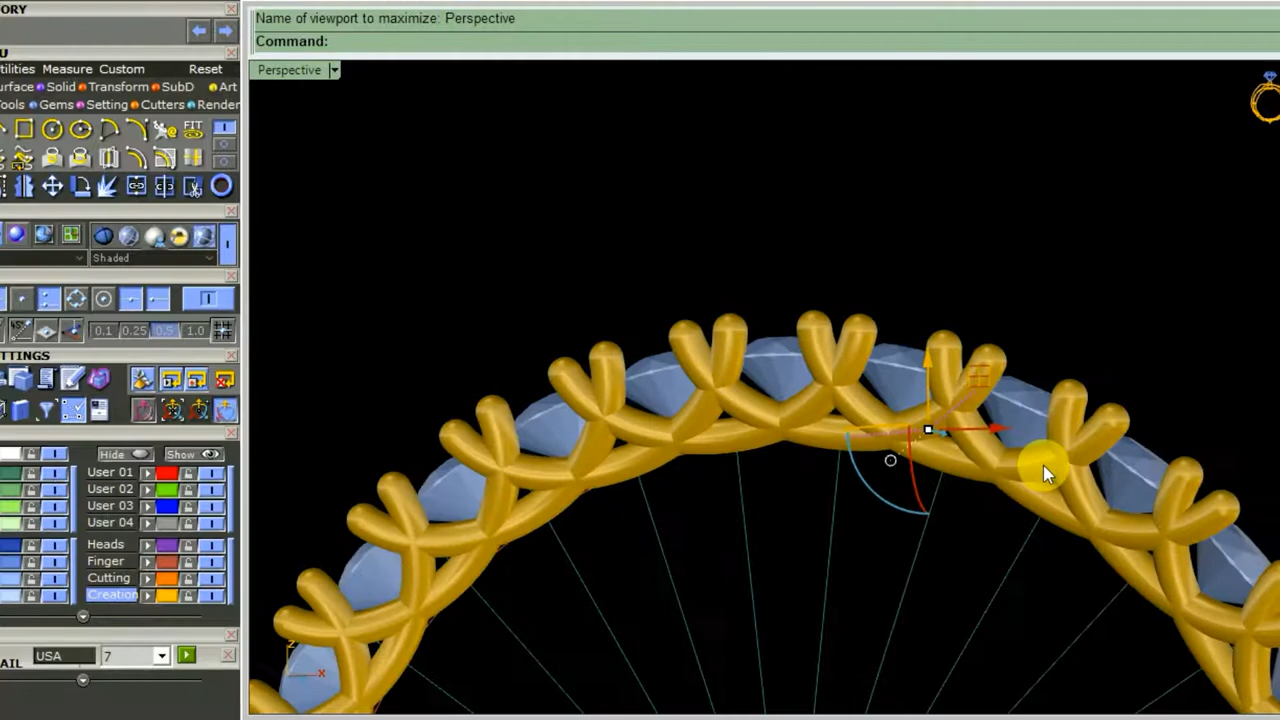 ORY
Name of viewport to maximize: Perspective
Command:
U
tilities Measure Custom Reset
Perspective
urface Solid Transform SubD Art
ools Gems Setting Cutters Render
FIT
Shaded
0.1 0.25 0.5 1.0
ETTINGS
Hide Show
User 01
User 02
User 03
User 04
Heads
Finger
Cutting
Creation
Z
X
AIL USA 7